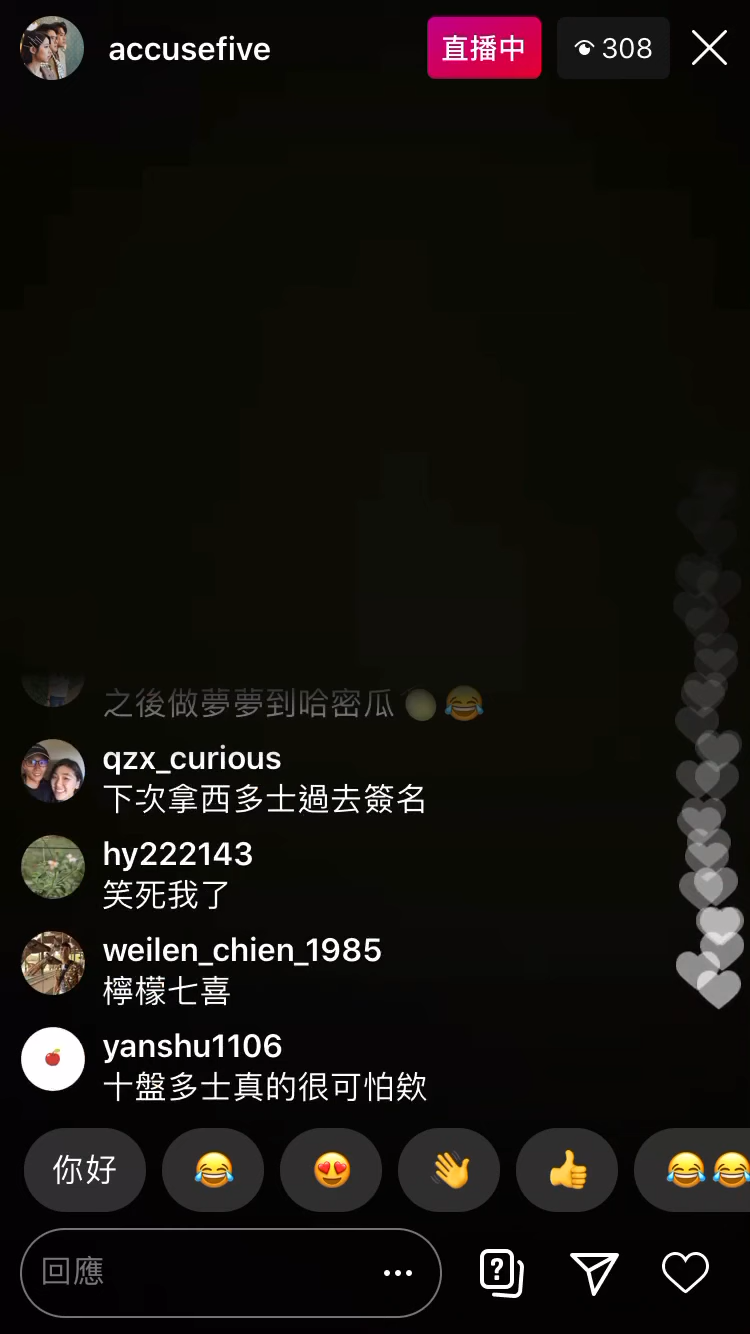 accusefive
直播中
308
之後做夢夢到哈密瓜🍈😂
qzx_curious
下次拿西多士過去簽名
hy222143
笑死我了
weilen_chien_1985
檸檬七喜
yanshu1106
十盤多士真的很可怕欸
你好 😂 😍 👋 👍 😂😂
回應